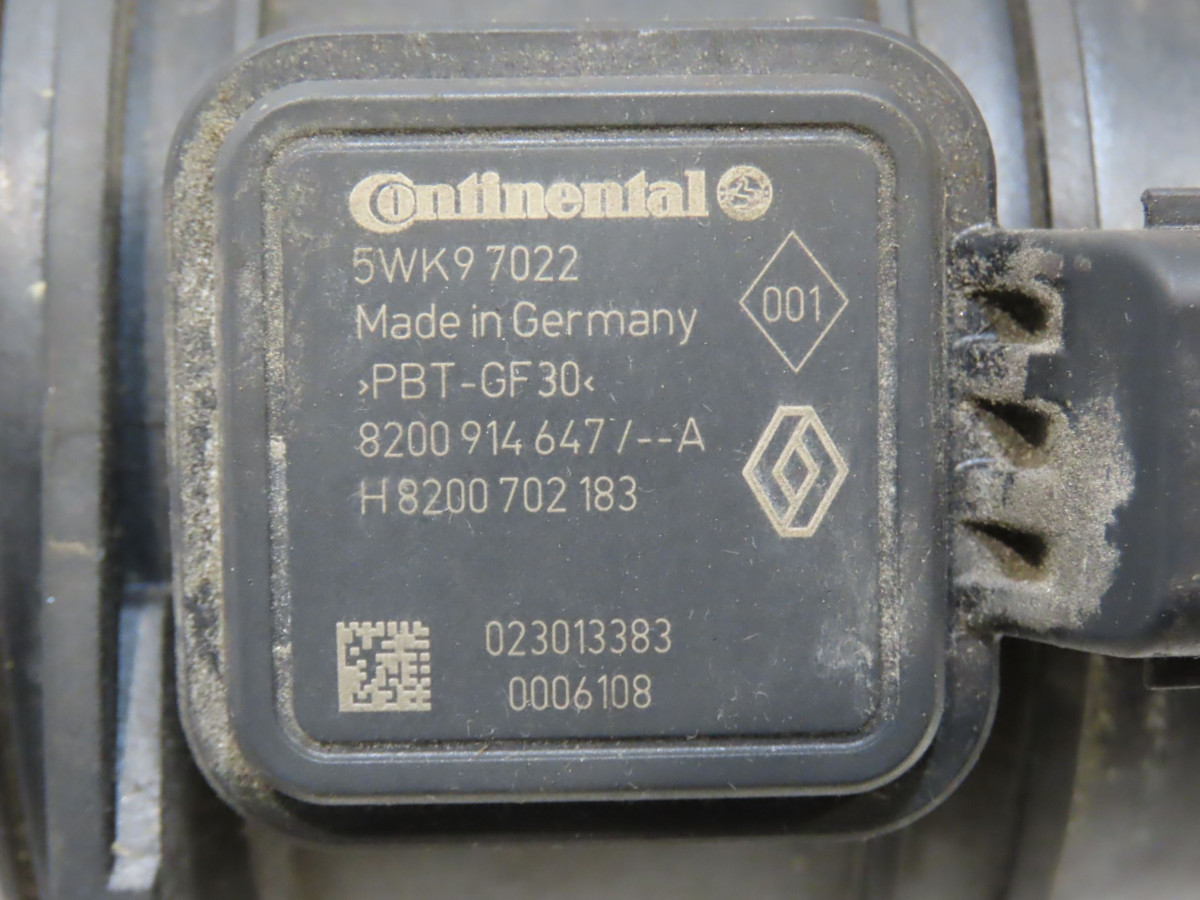 Continental
5WK9 7022
001
Made in Germany
>PBT-GF30<
8200 914 647 /--A
H 8200 702 183
023013383
0006108